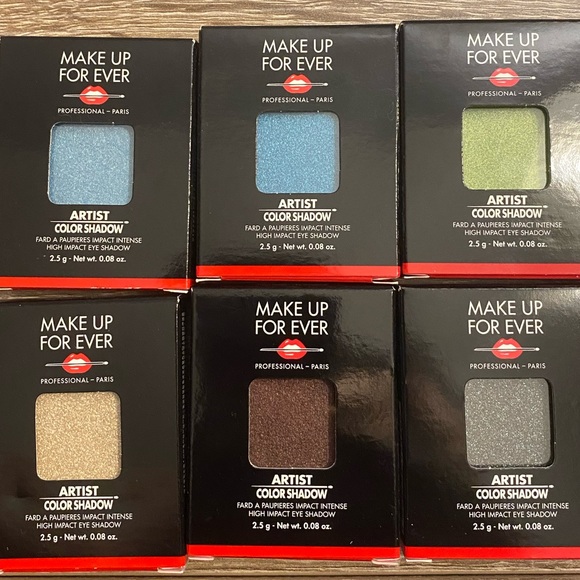 MAKE UP
FOR EVER
PROFESSIONAL – PARIS
ARTIST
COLOR SHADOW™
FARD A PAUPIERES IMPACT INTENSE
HIGH IMPACT EYE SHADOW
2.5 g - Net wt. 0.08 oz.
MAKE UP
FOR EVER
PROFESSIONAL – PARIS
ARTIST
COLOR SHADOW™
FARD A PAUPIERES IMPACT INTENSE
HIGH IMPACT EYE SHADOW
2.5 g - Net wt. 0.08 oz.
MAKE UP
FOR EVER
PROFESSIONAL – PARIS
ARTIST
COLOR SHADOW™
FARD A PAUPIERES IMPACT INTENSE
HIGH IMPACT EYE SHADOW
2.5 g - Net wt. 0.08 oz.
MAKE UP
FOR EVER
PROFESSIONAL – PARIS
ARTIST
COLOR SHADOW™
FARD A PAUPIERES IMPACT INTENSE
HIGH IMPACT EYE SHADOW
2.5 g - Net wt. 0.08 oz.
MAKE UP
FOR EVER
PROFESSIONAL – PARIS
ARTIST
COLOR SHADOW™
FARD A PAUPIERES IMPACT INTENSE
HIGH IMPACT EYE SHADOW
2.5 g - Net wt. 0.08 oz.
MAKE UP
FOR EVER
PROFESSIONAL – PARIS
ARTIST
COLOR SHADOW™
FARD A PAUPIERES IMPACT INTENSE
HIGH IMPACT EYE SHADOW
2.5 g - Net wt. 0.08 oz.